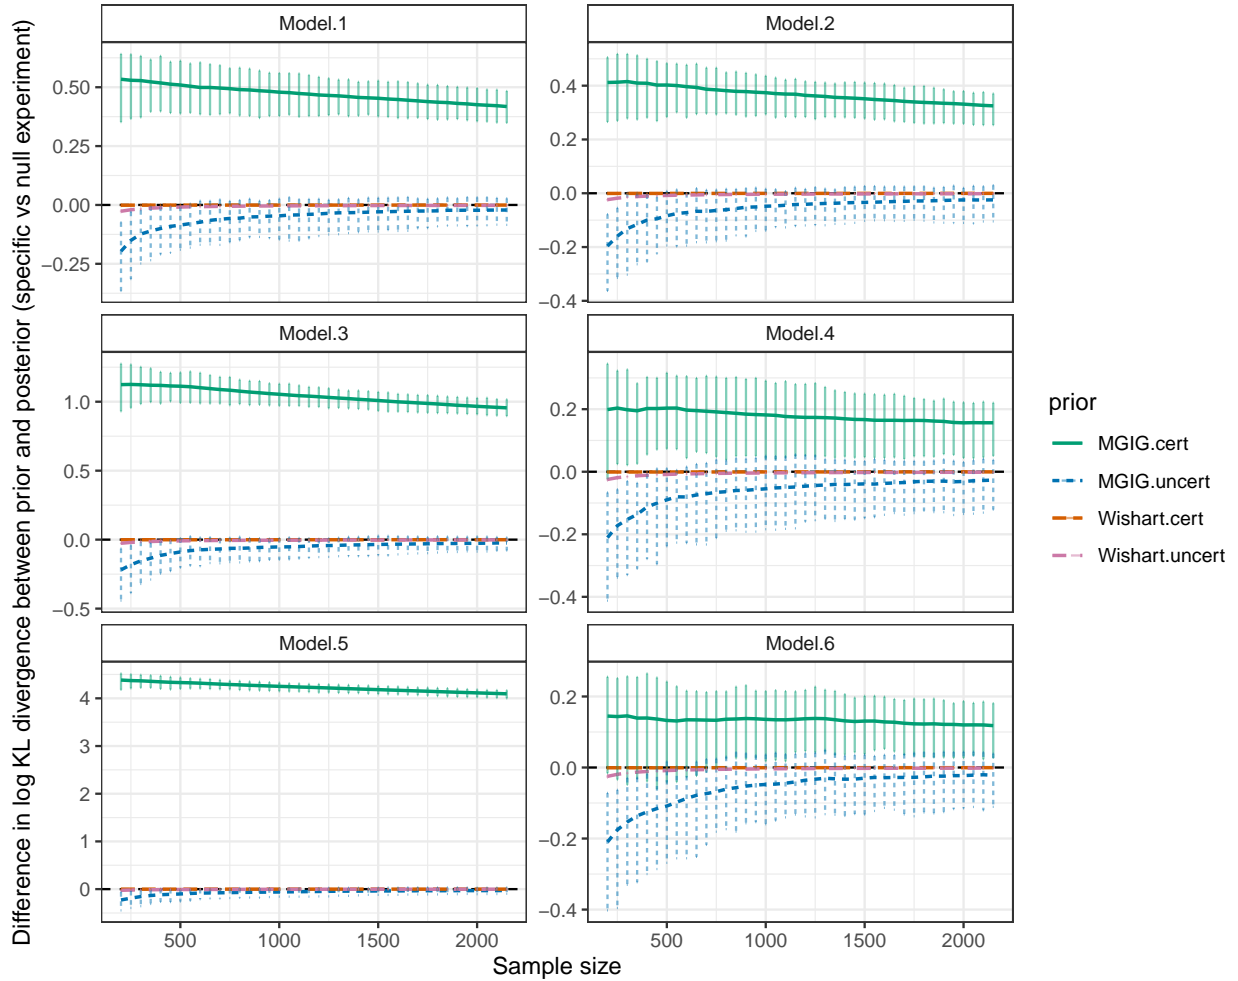 Difference in log KL divergence between prior and posterior (specific vs null experiment)
Model.1
0.50
0.25
0.00
−0.25
Model.2
0.4
0.2
0.0
−0.2
−0.4
Model.3
1.0
0.5
0.0
−0.5
Model.4
0.2
0.0
−0.2
−0.4
Model.5
4
3
2
1
0
500
1000
1500
2000
Model.6
0.2
0.0
−0.2
−0.4
500
1000
1500
2000
Sample size
prior
MGIG.cert
MGIG.uncert
Wishart.cert
Wishart.uncert